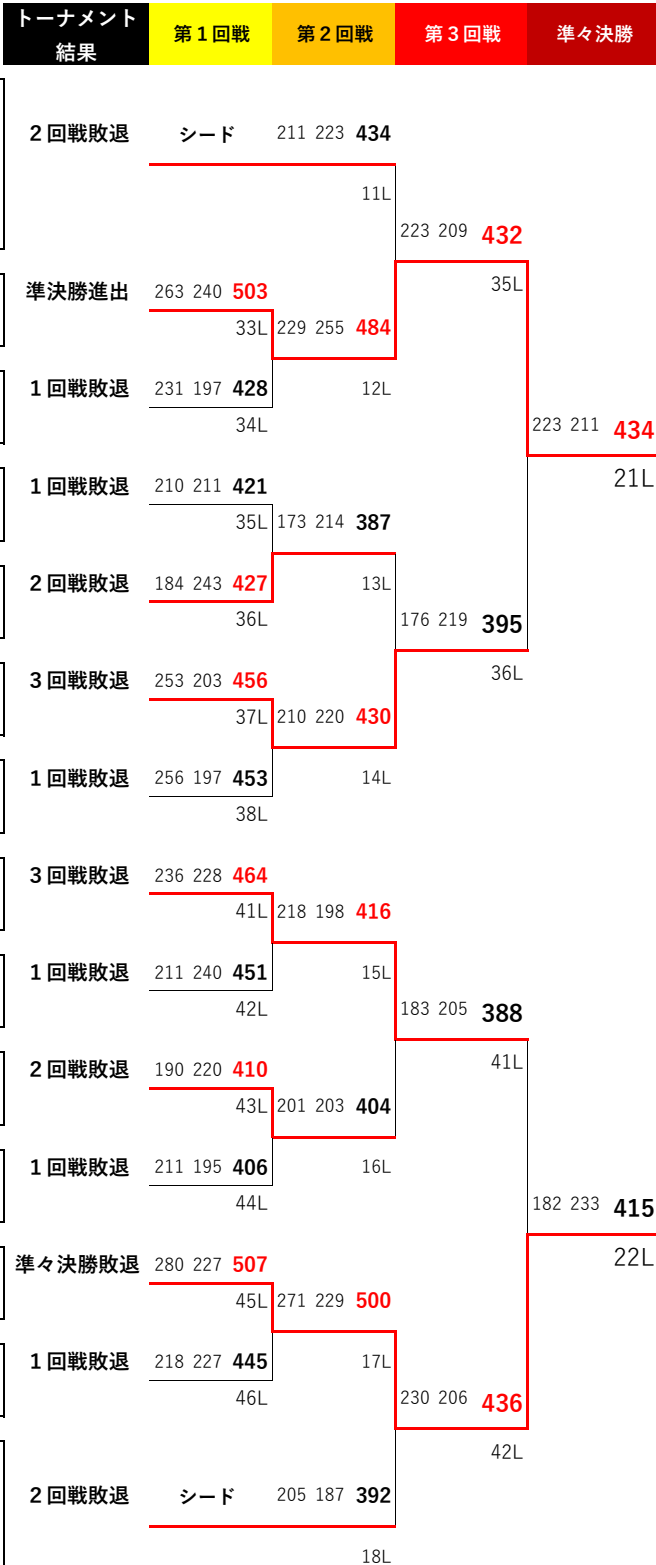 トーナメント
結果
第１回戦
第２回戦
第３回戦
準々決勝
２回戦敗退 シード 211 223 434
11L
223 209 432
準決勝進出 263 240 503
35L
33L 229 255 484
１回戦敗退 231 197 428
12L
34L
223 211 434
21L
１回戦敗退 210 211 421
35L 173 214 387
２回戦敗退 184 243 427
13L
36L
176 219 395
36L
３回戦敗退 253 203 456
37L 210 220 430
１回戦敗退 256 197 453
14L
38L
３回戦敗退 236 228 464
41L 218 198 416
１回戦敗退 211 240 451
15L
42L
183 205 388
41L
２回戦敗退 190 220 410
43L 201 203 404
１回戦敗退 211 195 406
16L
44L
182 233 415
22L
準々決勝敗退 280 227 507
45L 271 229 500
１回戦敗退 218 227 445
17L
46L
230 206 436
42L
２回戦敗退 シード 205 187 392
18L